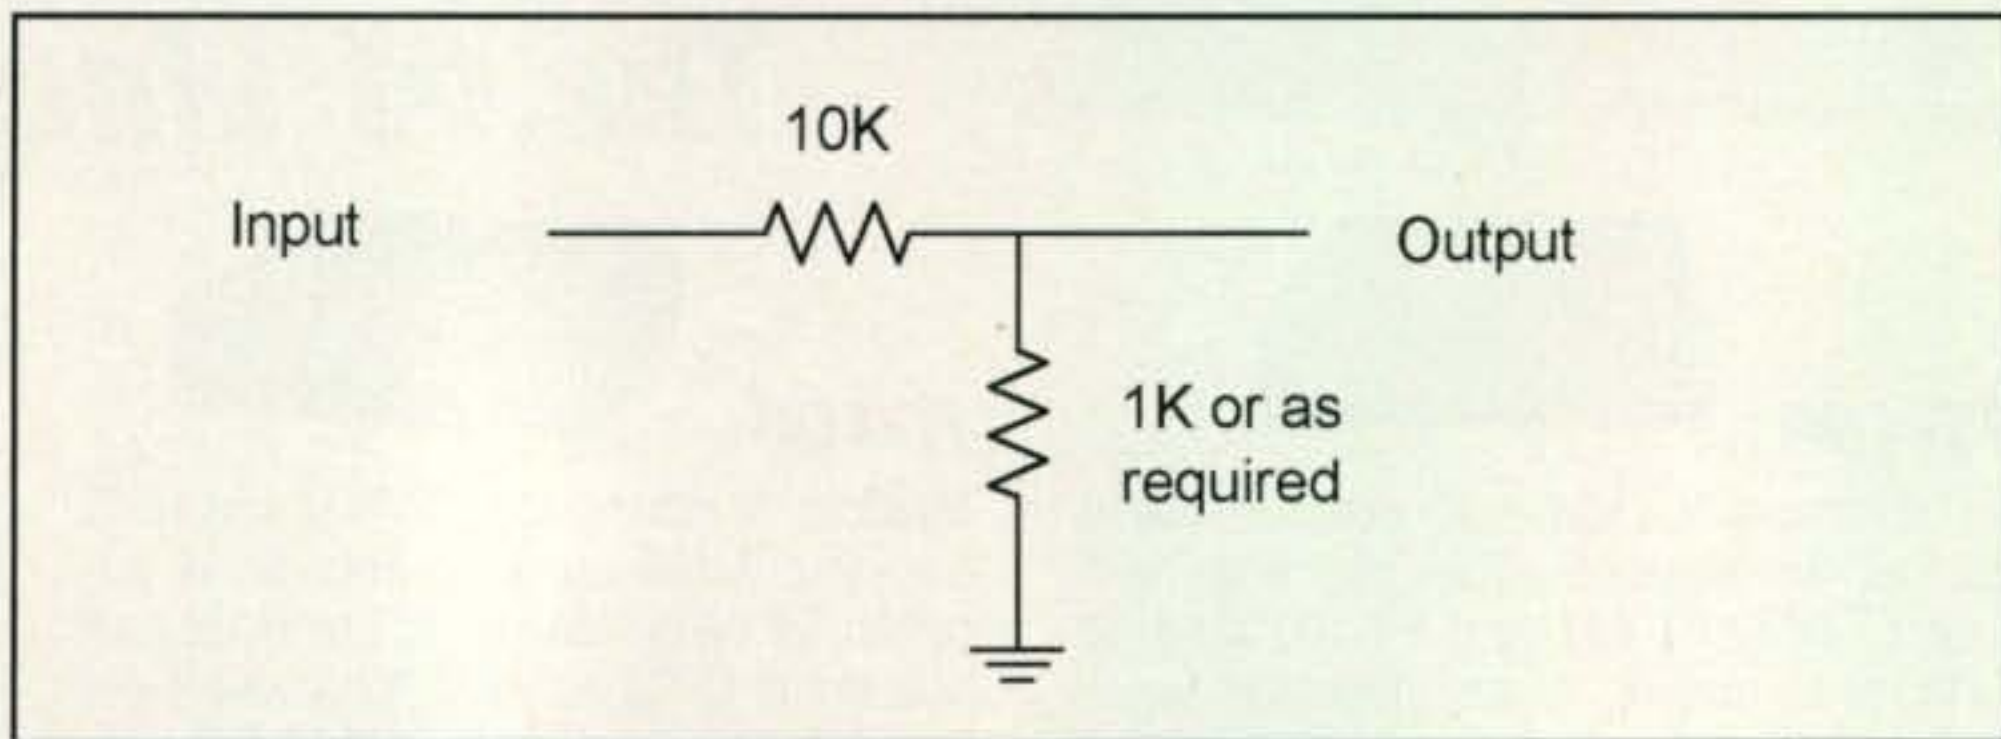 10K
Input
Output
1K or as
required